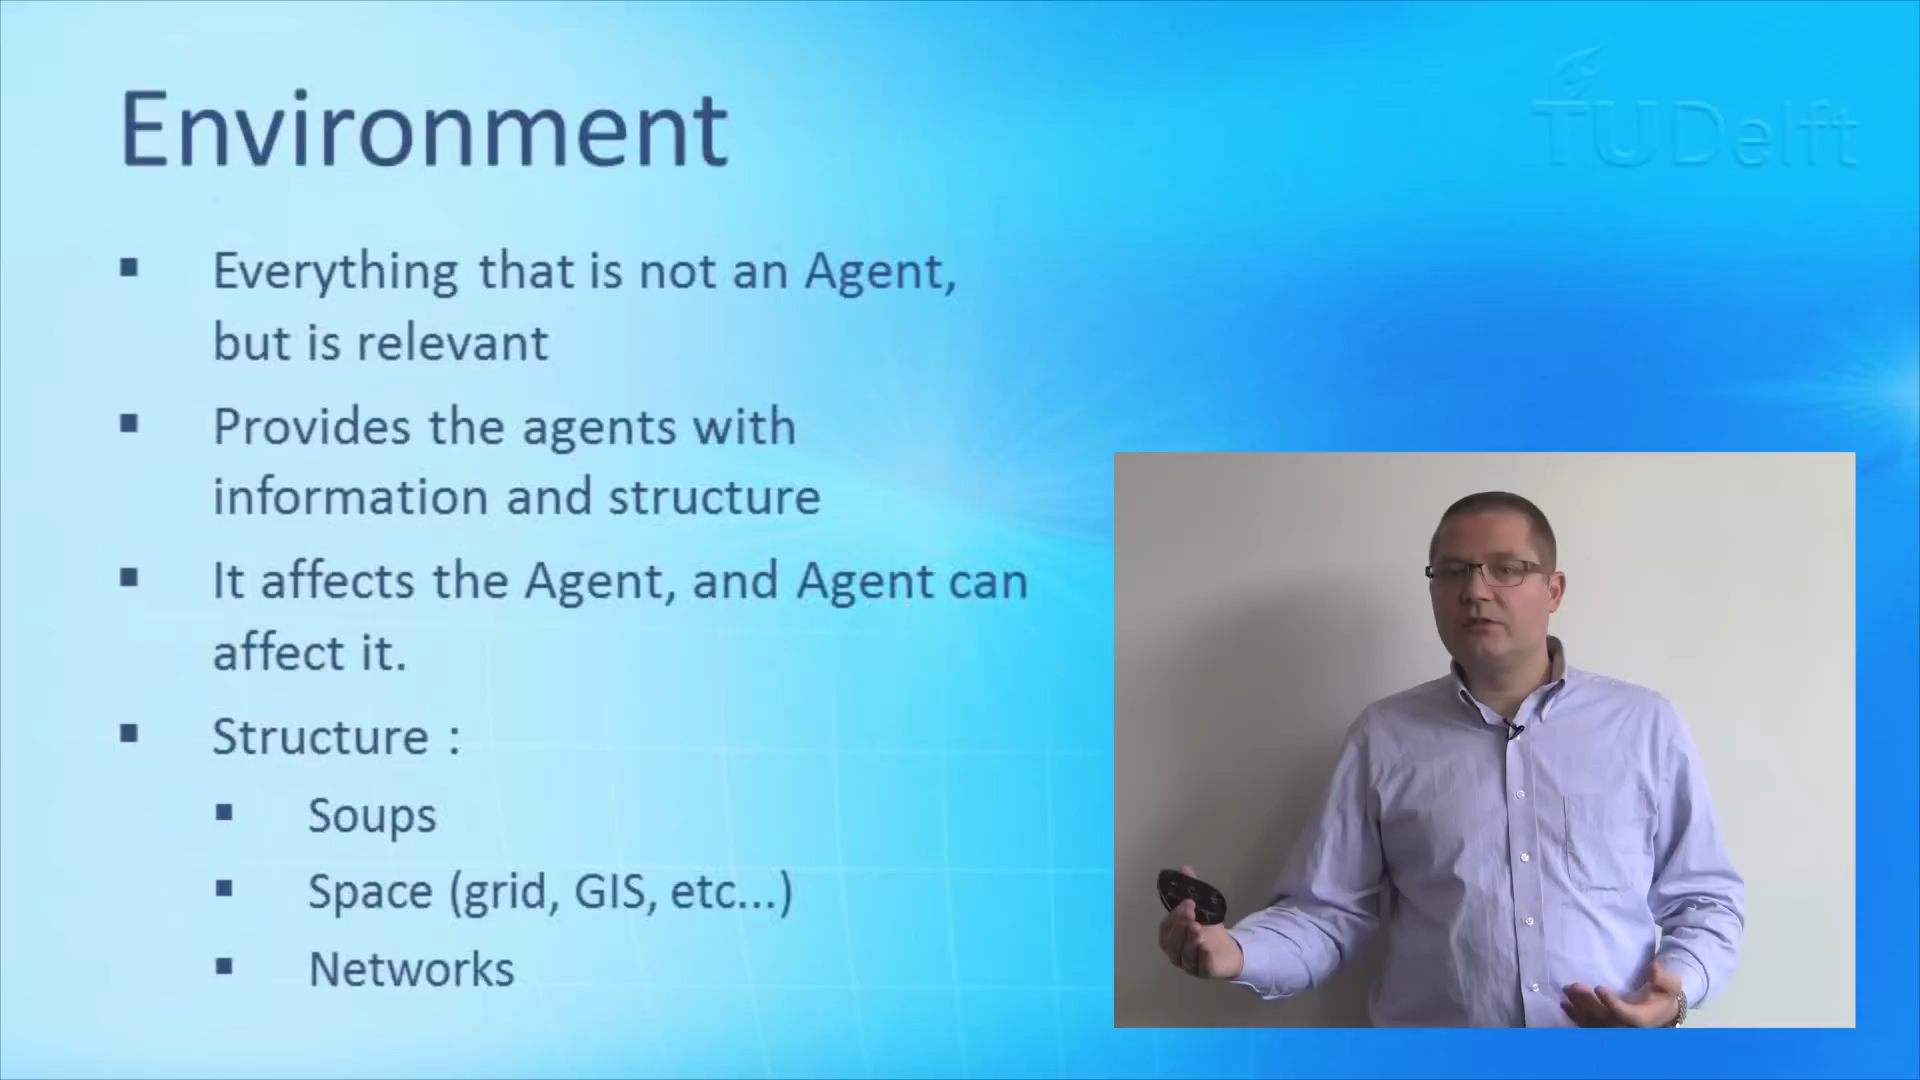 Environment
TUDelft
▪ Everything that is not an Agent,
but is relevant
▪ Provides the agents with
information and structure
▪ It affects the Agent, and Agent can
affect it.
▪ Structure :
▪ Soups
▪ Space (grid, GIS, etc...)
▪ Networks